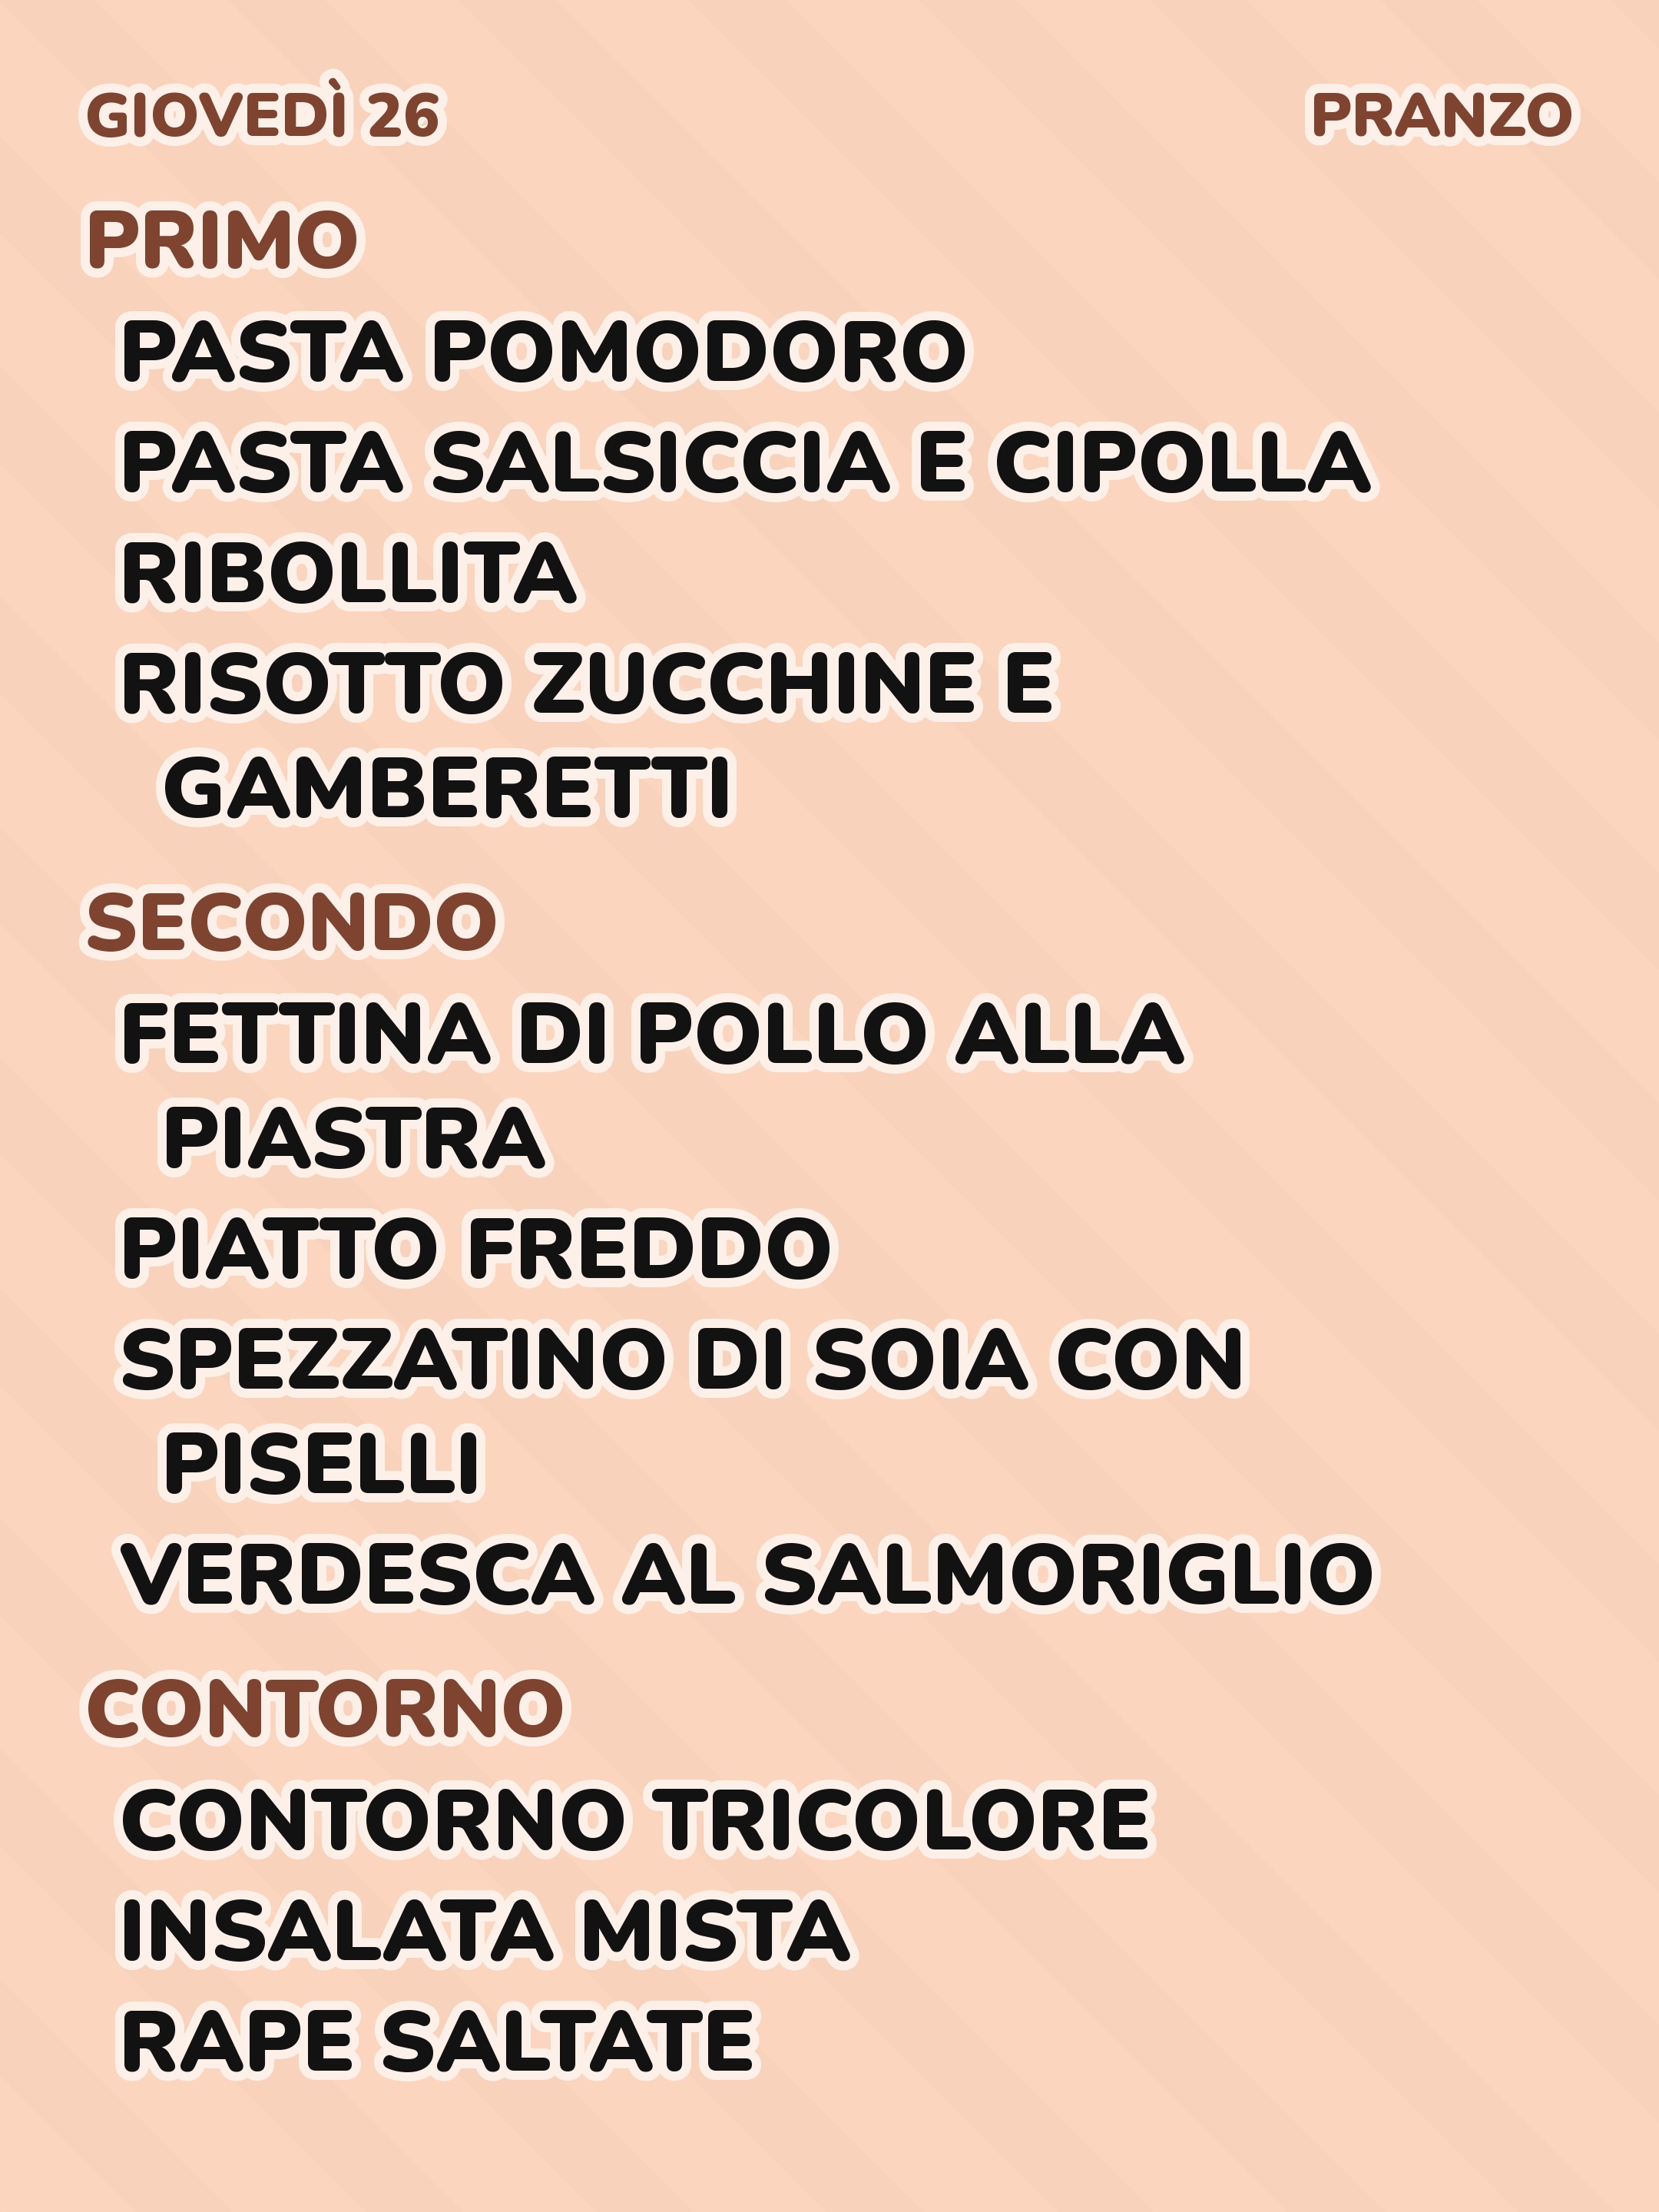 GIOVEDÌ 26 PRANZO
PRIMO
PASTA POMODORO
PASTA SALSICCIA E CIPOLLA
RIBOLLITA
RISOTTO ZUCCHINE E
GAMBERETTI
SECONDO
FETTINA DI POLLO ALLA
PIASTRA
PIATTO FREDDO
SPEZZATINO DI SOIA CON
PISELLI
VERDESCA AL SALMORIGLIO
CONTORNO
CONTORNO TRICOLORE
INSALATA MISTA
RAPE SALTATE